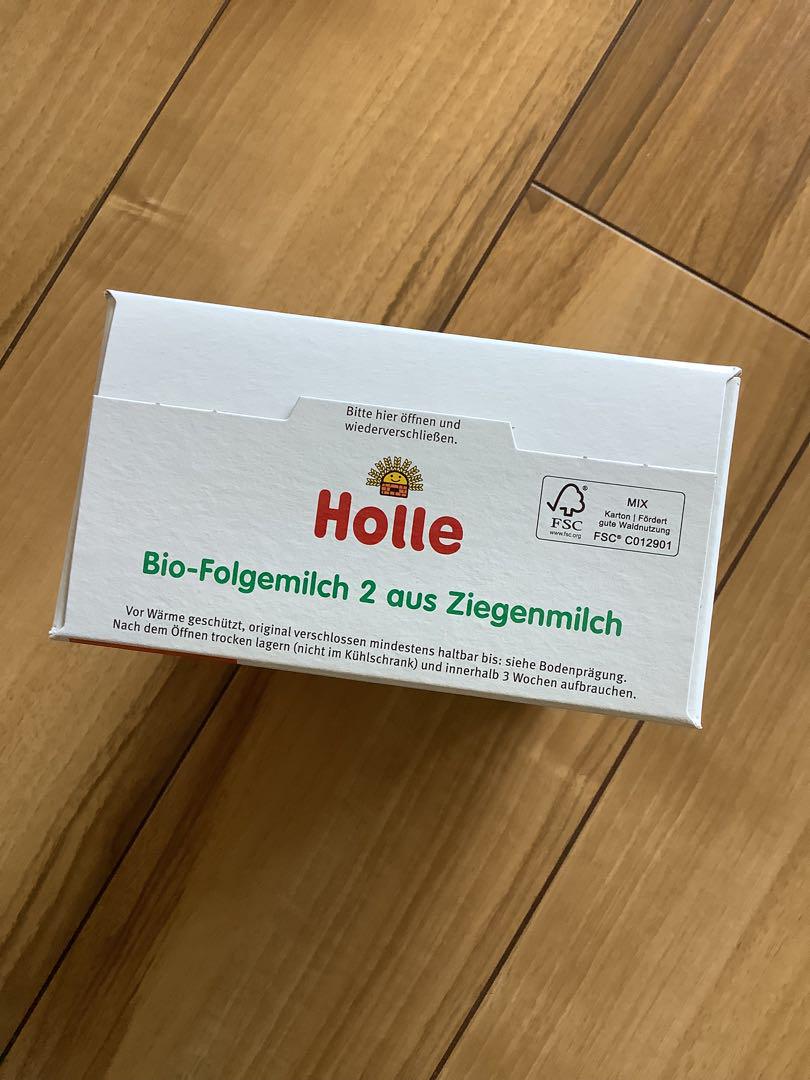 Bitte hier öffnen und
wiederverschließen.
Holle
FSC®
www.fsc.org
MIX
Karton | Fördert
gute Waldnutzung
FSC® C012901
Bio-Folgemilch 2 aus Ziegenmilch
Vor Wärme geschützt, original verschlossen mindestens haltbar bis: siehe Bodenprägung.
Nach dem Öffnen trocken lagern (nicht im Kühlschrank) und innerhalb 3 Wochen aufbrauchen.